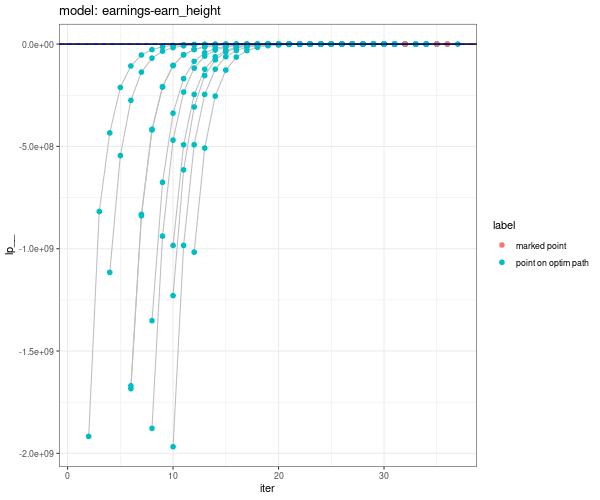 model: earnings-earn_height
0.0e+00
-5.0e+08
-1.0e+09
-1.5e+09
-2.0e+09
lp__
0
10
20
30
iter
label
marked point
point on optim path